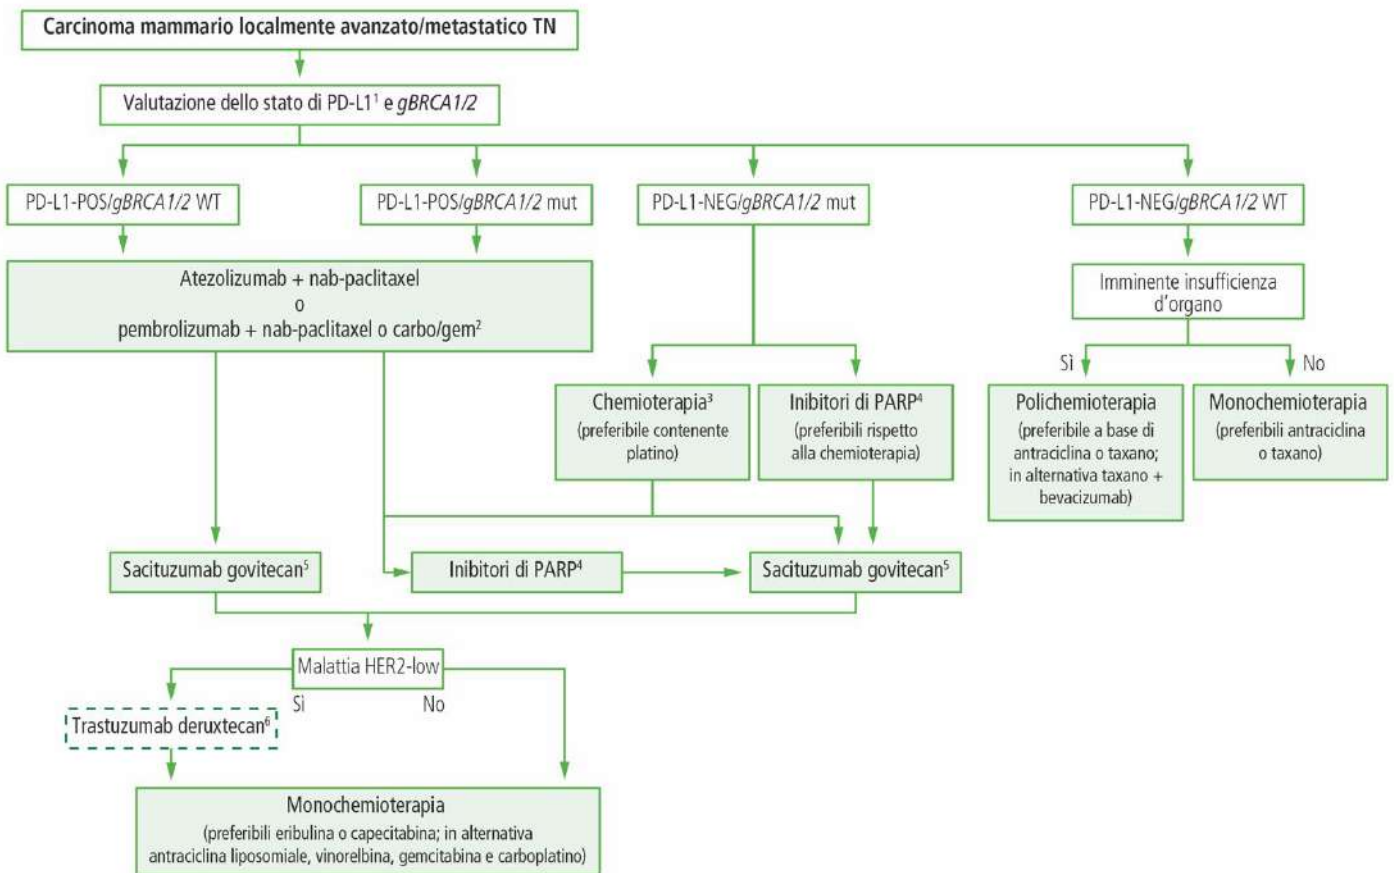 Carcinoma mammario localmente avanzato/metastatico TN
Valutazione dello stato di PD-L1¹ e gBRCA1/2
PD-L1-POS/gBRCA1/2 WT
PD-L1-POS/gBRCA1/2 mut
PD-L1-NEG/gBRCA1/2 mut
PD-L1-NEG/gBRCA1/2 WT
Atezolizumab + nab-paclitaxel
o
pembrolizumab + nab-paclitaxel o carbo/gem²
Imminente insufficienza
d'organo
Sì
No
Chemioterapia³
(preferibile contenente
platino)
Inibitori di PARP⁴
(preferibili rispetto
alla chemioterapia)
Polichemioterapia
(preferibile a base di
antraciclina o taxano;
in alternativa taxano +
bevacizumab)
Monochemioterapia
(preferibili antraciclina
o taxano)
Sacituzumab govitecan⁵
Inibitori di PARP⁴
Sacituzumab govitecan⁵
Malattia HER2-low
Sì
No
Trastuzumab deruxtecan⁶
Monochemioterapia
(preferibili eribulina o capecitabina; in alternativa
antraciclina liposomiale, vinorelbina, gemcitabina e carboplatino)